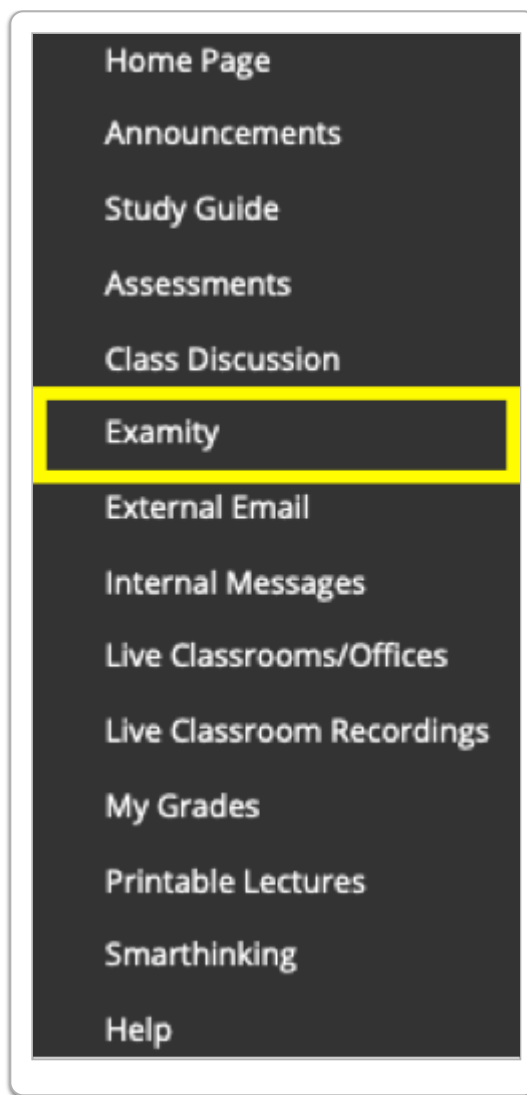 Home Page
Announcements
Study Guide
Assessments
Class Discussion
Examity
External Email
Internal Messages
Live Classrooms/Offices
Live Classroom Recordings
My Grades
Printable Lectures
Smarthinking
Help